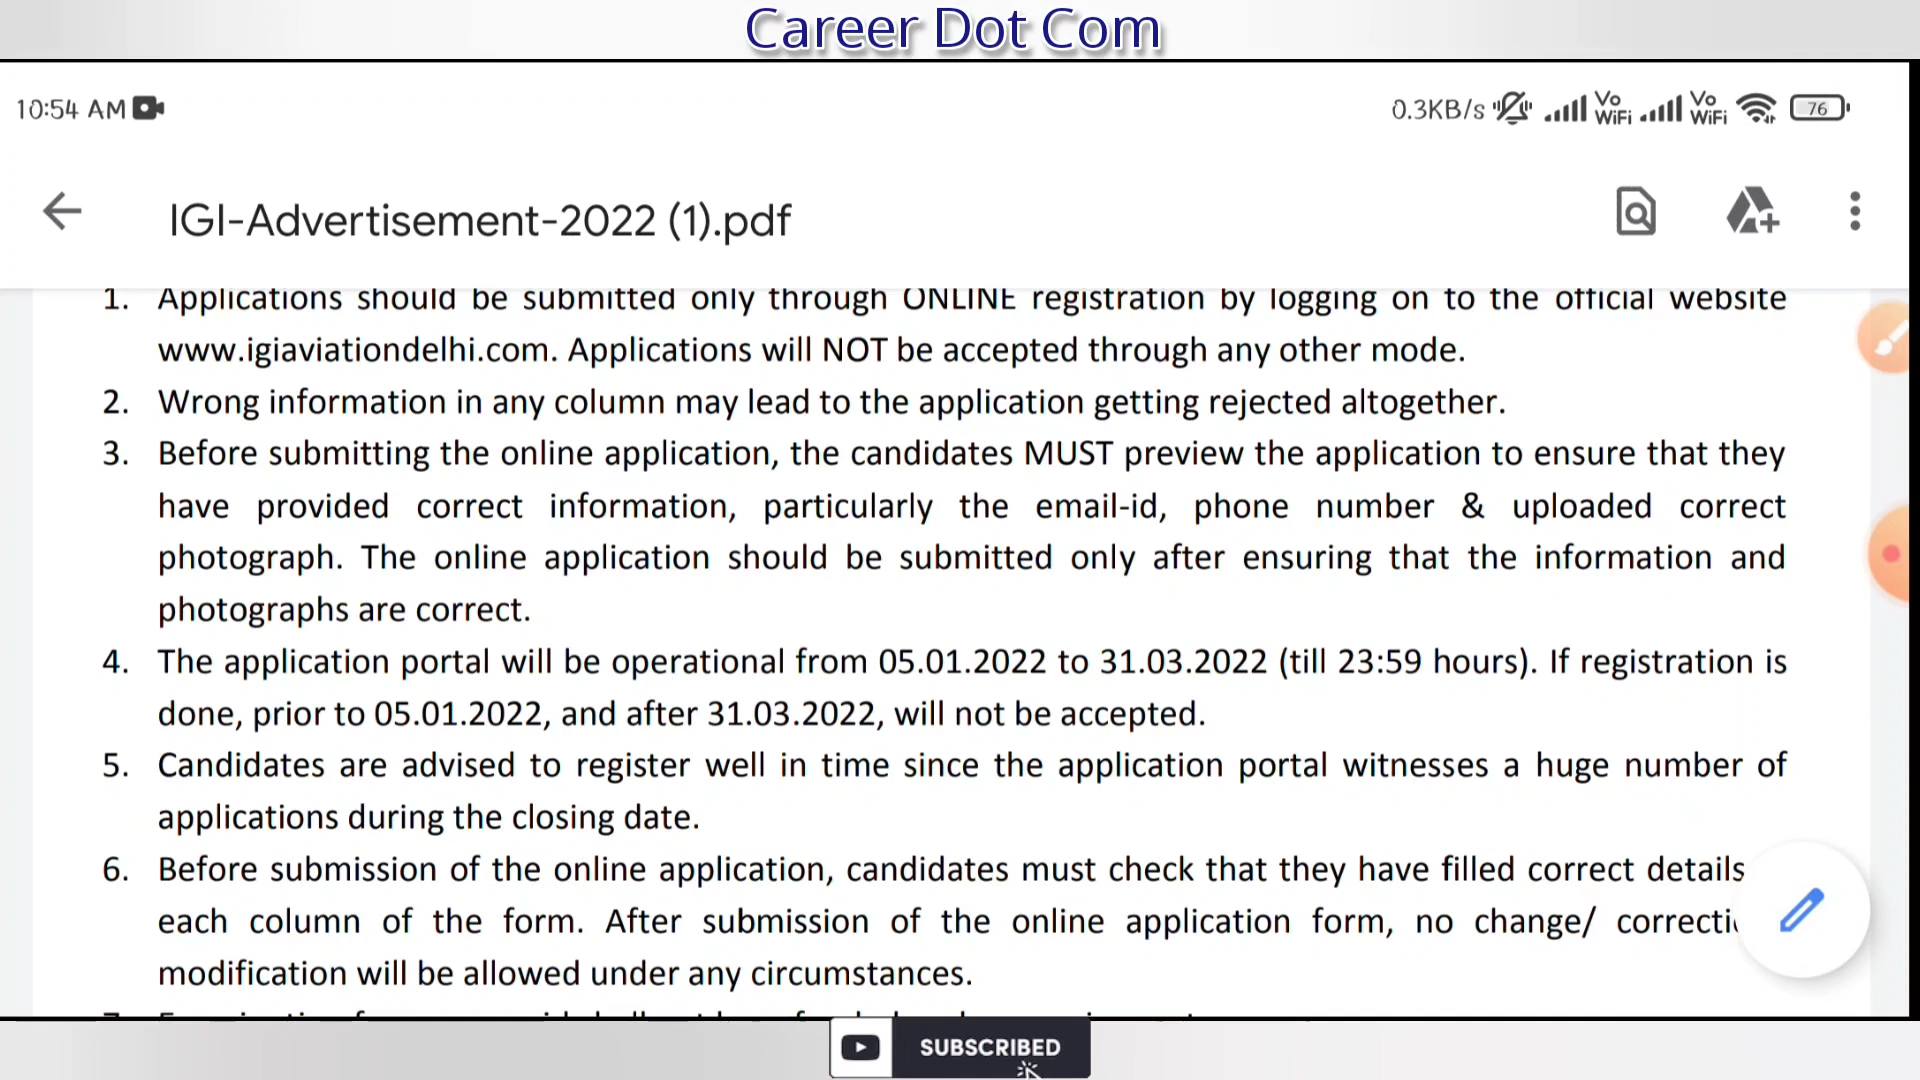 Career Dot Com
10:54 AM
0.3KB/s Vo WiFi Vo WiFi 76
IGI-Advertisement-2022 (1).pdf
1. Applications should be submitted only through ONLINE registration by logging on to the official website
www.igiaviationdelhi.com. Applications will NOT be accepted through any other mode.
2. Wrong information in any column may lead to the application getting rejected altogether.
3. Before submitting the online application, the candidates MUST preview the application to ensure that they
have provided correct information, particularly the email-id, phone number & uploaded correct
photograph. The online application should be submitted only after ensuring that the information and
photographs are correct.
4. The application portal will be operational from 05.01.2022 to 31.03.2022 (till 23:59 hours). If registration is
done, prior to 05.01.2022, and after 31.03.2022, will not be accepted.
5. Candidates are advised to register well in time since the application portal witnesses a huge number of
applications during the closing date.
6. Before submission of the online application, candidates must check that they have filled correct details
each column of the form. After submission of the online application form, no change/
modification will be allowed under any circumstances.
SUBSCRIBED